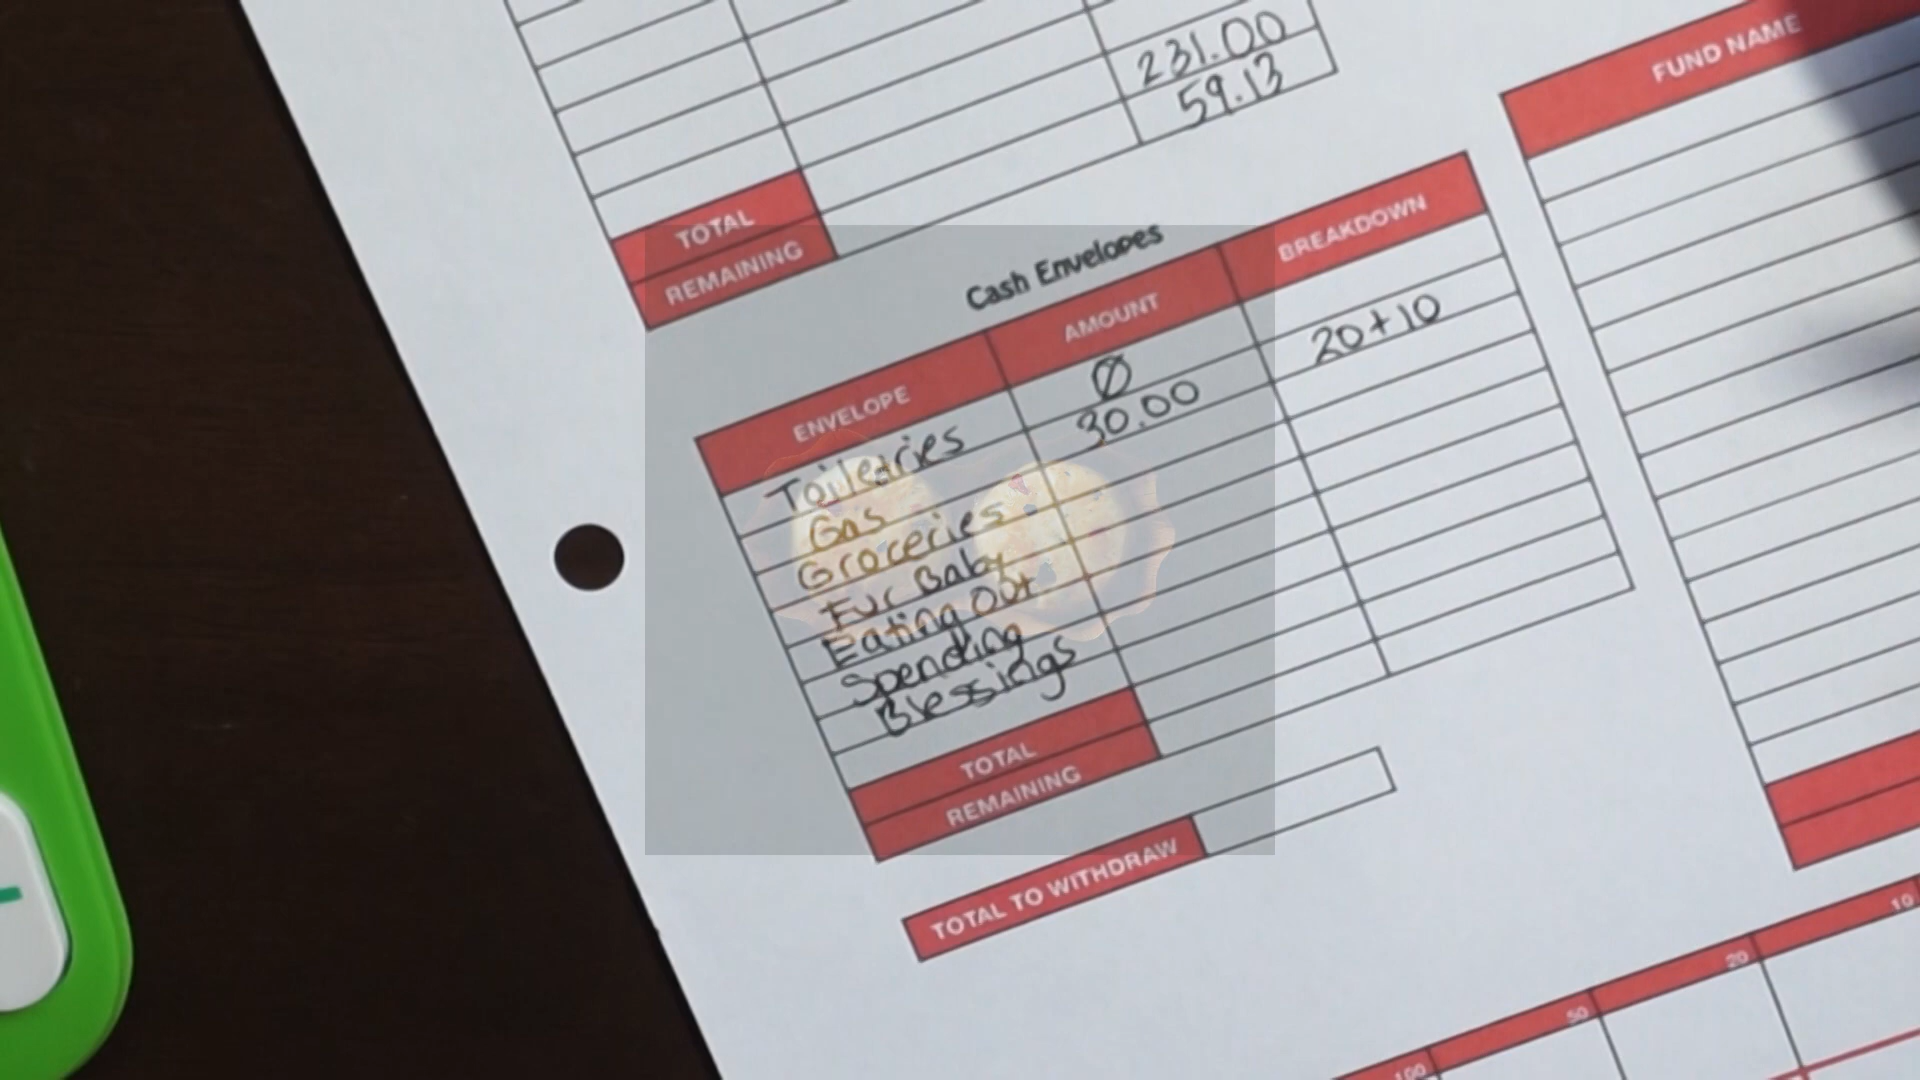 231.00
59.13
TOTAL
REMAINING
FUND NAME
Cash Envelopes
ENVELOPE AMOUNT BREAKDOWN
Toiletries Ø
Gas 30.00 20+10
Groceries
Fur Baby
Eating Out
Spending
Blessings
TOTAL
REMAINING
TOTAL TO WITHDRAW
100 50 20 10